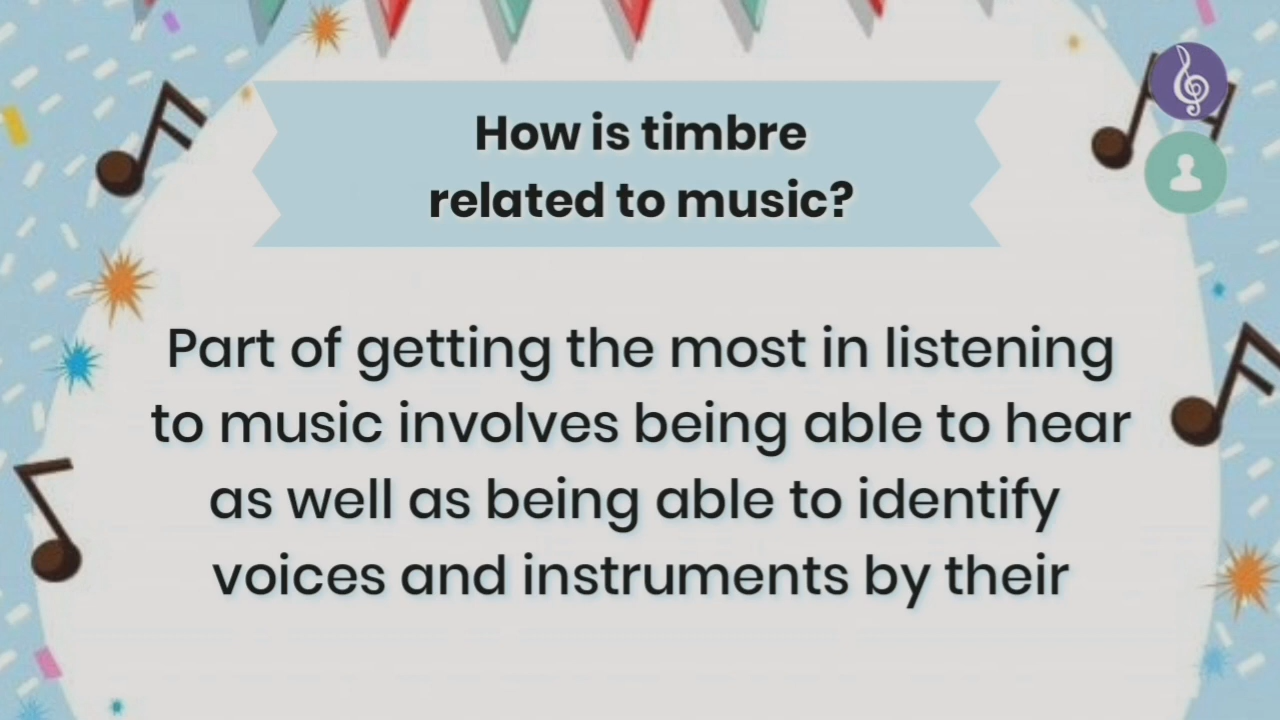 How is timbre
related to music?
Part of getting the most in listening
to music involves being able to hear
as well as being able to identify
voices and instruments by their